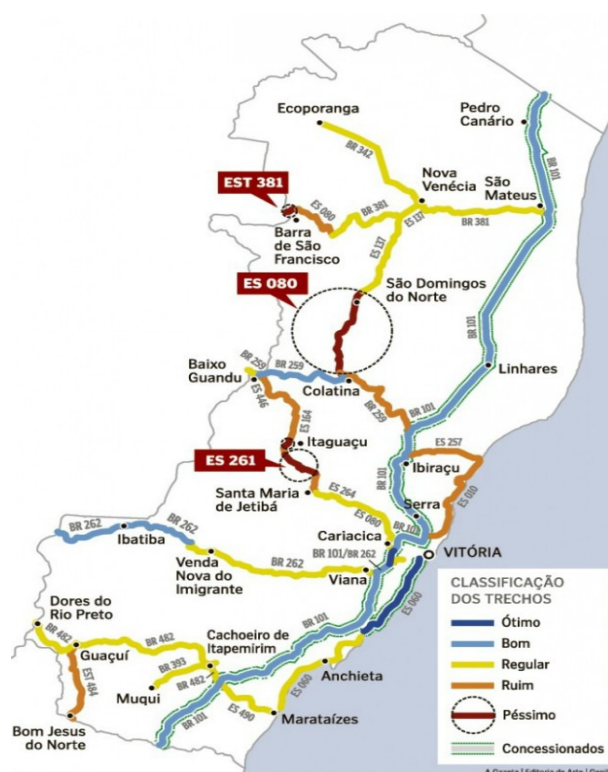 Ecoporanga
Pedro
Canário
BR 342
BR 101
EST 381
ES 080
Nova
Venécia
São
Mateus
BR 381
ES 137
BR 381
Barra
de São
Francisco
ES 137
ES 080
São Domingos
do Norte
BR 101
Baixo
Guandu
BR 259
BR 259
Colatina
Linhares
ES 446
ES 164
BR 259
BR 101
Itaguaçu
ES 261
ES 257
Ibiraçu
BR 101
ES 010
Santa Maria
de Jetibá
ES 264
Serra
ES 080
BR 101
BR 262
BR 262
Ibatiba
Cariacica
VITÓRIA
BR 101/BR 262
Venda
Nova do
Imigrante
BR 262
Viana
ES 060
Dores do
Rio Preto
BR 482
Guaçuí
BR 482
Cachoeiro de
Itapemirim
BR 101
BR 393
BR 482
Muqui
EST 484
Anchieta
ES 060
ES 490
Marataízes
BR 101
Bom Jesus
do Norte
CLASSIFICAÇÃO
DOS TRECHOS
Ótimo
Bom
Regular
Ruim
Péssimo
Concessionados